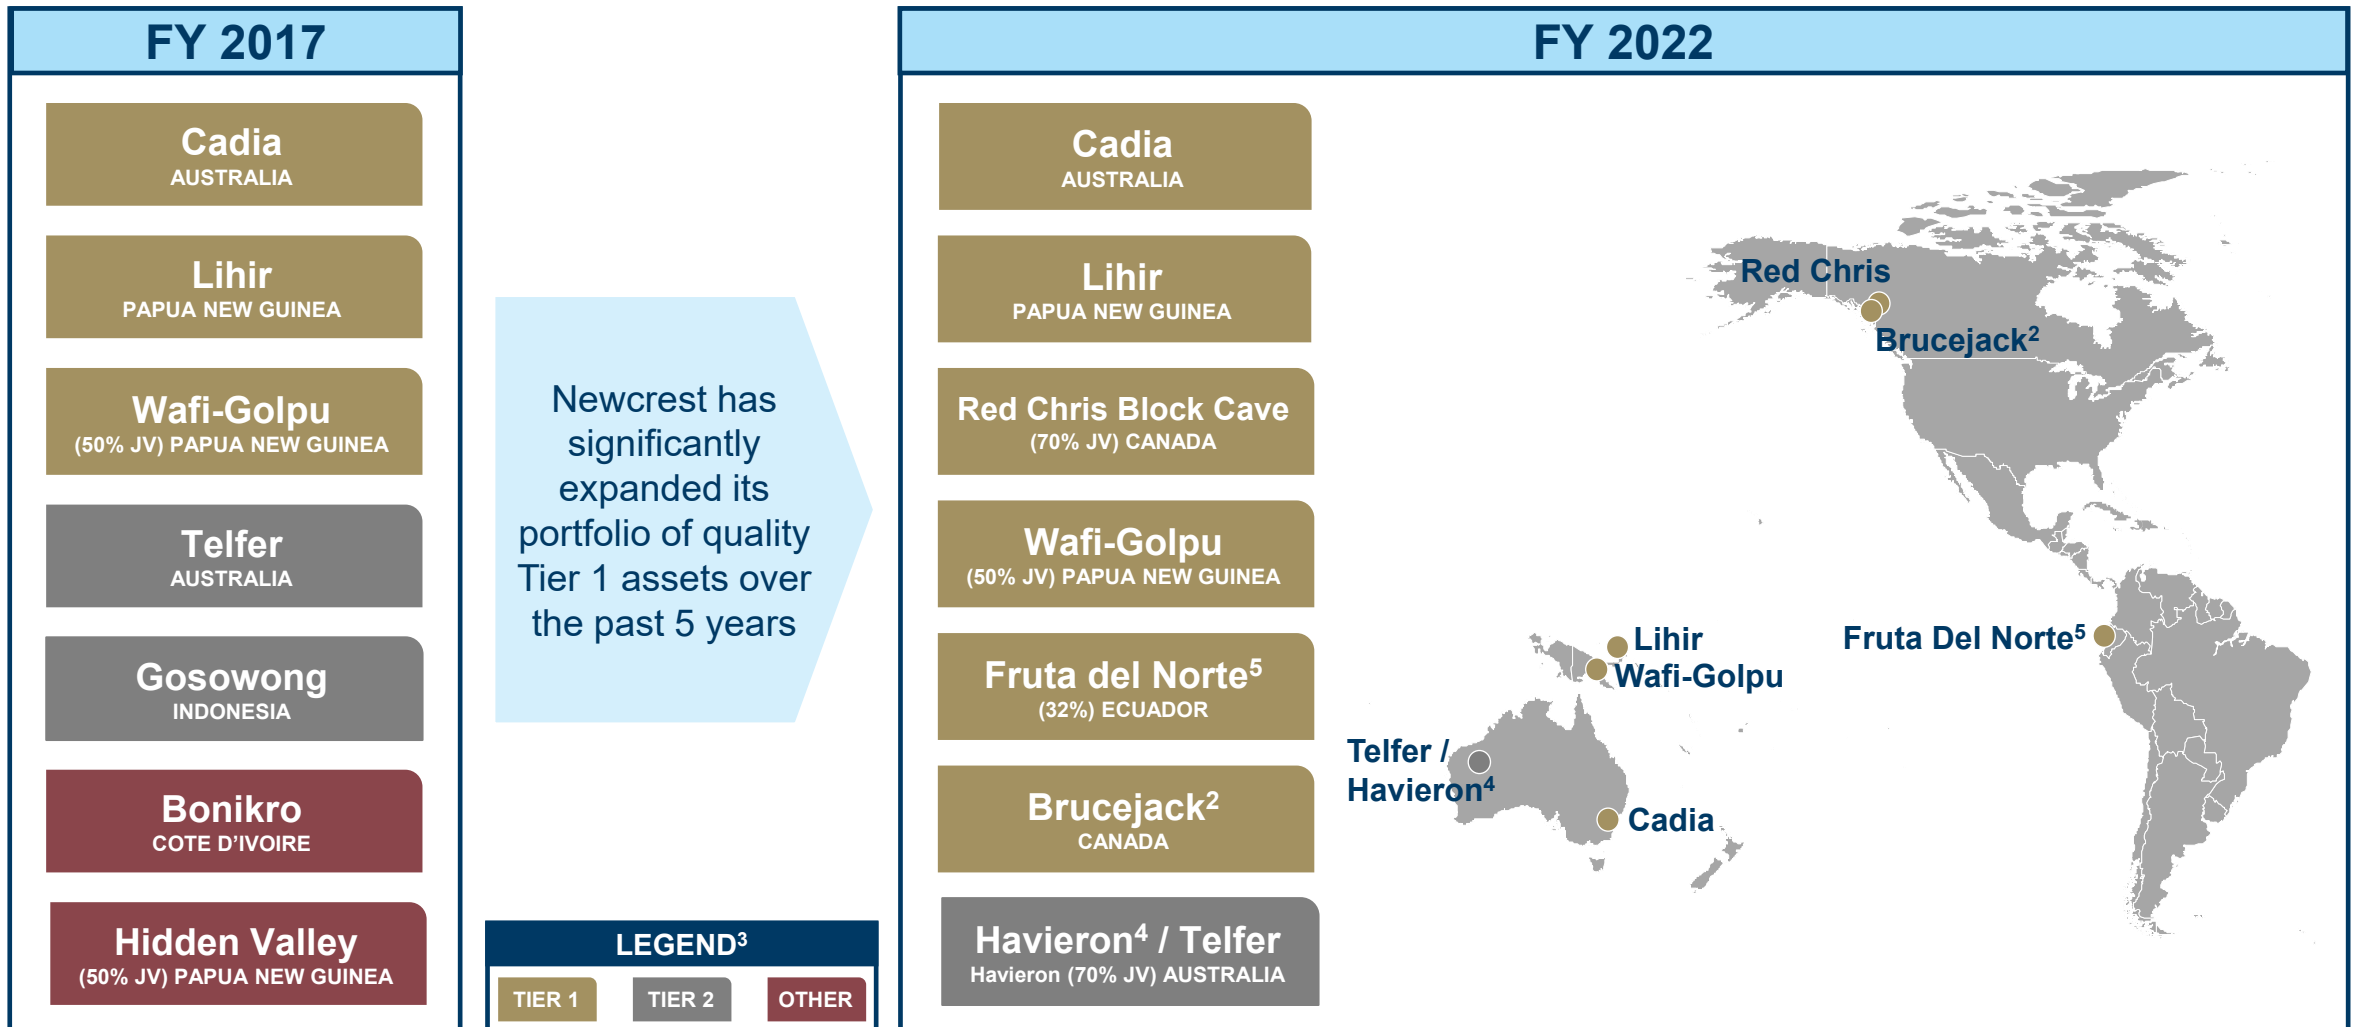 FY 2017
Cadia
AUSTRALIA
Lihir
PAPUA NEW GUINEA
Wafi-Golpu
(50% JV) PAPUA NEW GUINEA
Telfer
AUSTRALIA
Gosowong
INDONESIA
Bonikro
COTE D’IVOIRE
Hidden Valley
(50% JV) PAPUA NEW GUINEA
Newcrest has
significantly
expanded its
portfolio of quality
Tier 1 assets over
the past 5 years
LEGEND³
TIER 1
TIER 2
OTHER
FY 2022
Cadia
AUSTRALIA
Lihir
PAPUA NEW GUINEA
Red Chris Block Cave
(70% JV) CANADA
Wafi-Golpu
(50% JV) PAPUA NEW GUINEA
Fruta del Norte⁵
(32%) ECUADOR
Brucejack²
CANADA
Havieron⁴ / Telfer
Havieron (70% JV) AUSTRALIA
Red Chris
Brucejack²
Fruta Del Norte⁵
Lihir
Wafi-Golpu
Telfer /
Havieron⁴
Cadia